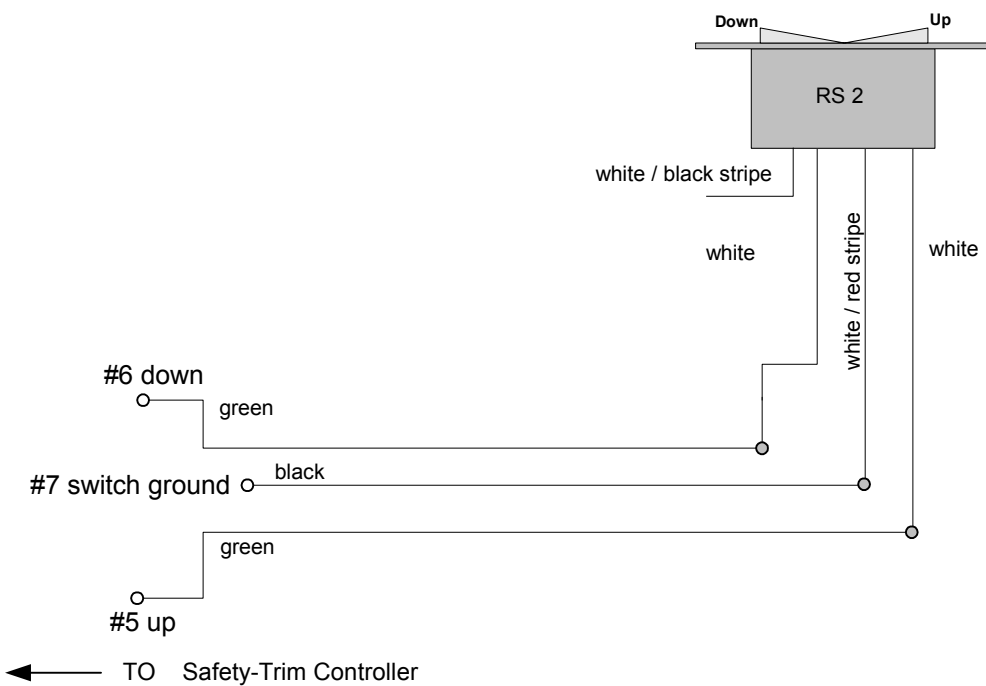 Down
Up
RS 2
white / black stripe
white
white / red stripe
white
#6 down
green
#7 switch ground
black
green
#5 up
TO Safety-Trim Controller